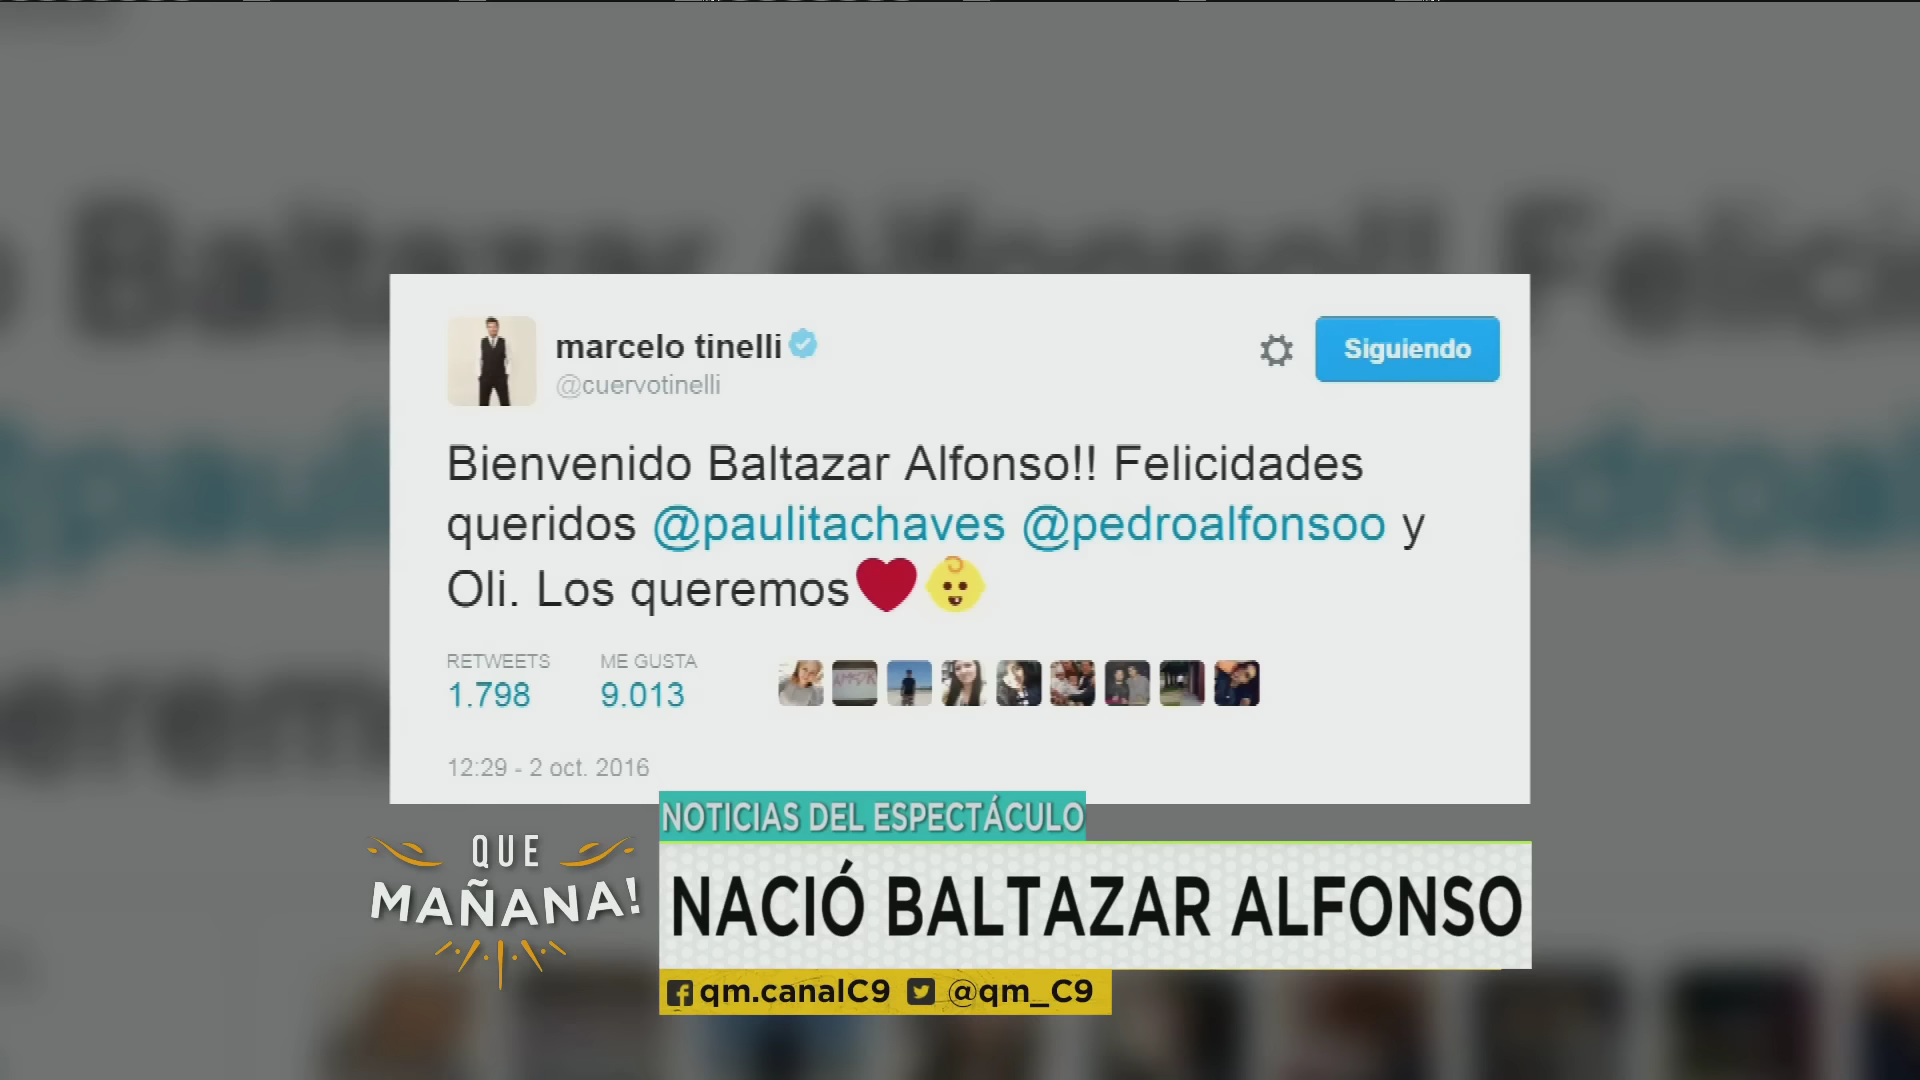 marcelo tinelli
@cuervotinelli
Siguiendo
Bienvenido Baltazar Alfonso!! Felicidades
queridos @paulitachaves @pedroalfonsoo y
Oli. Los queremos❤️👶
RETWEETS
ME GUSTA
1.798
9.013
12:29 - 2 oct. 2016
NOTICIAS DEL ESPECTÁCULO
QUE
MAÑANA!
NACIÓ BALTAZAR ALFONSO
qm.canalC9 @qm_C9